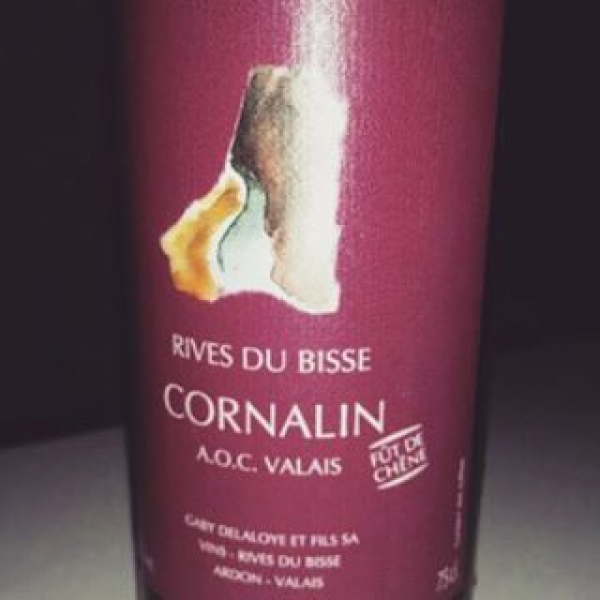 RIVES DU BISSE
CORNALIN
A.O.C. VALAIS
FÛT DE
CHÊNE
GABY DELALOYE ET FILS SA
VINS - RIVES DU BISSE
ARDON - VALAIS
75cl